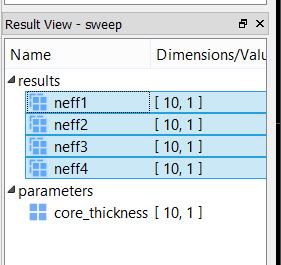 Result View - sweep
Name Dimensions/Valu
results
neff1 [ 10, 1 ]
neff2 [ 10, 1 ]
neff3 [ 10, 1 ]
neff4 [ 10, 1 ]
parameters
core_thickness [ 10, 1 ]